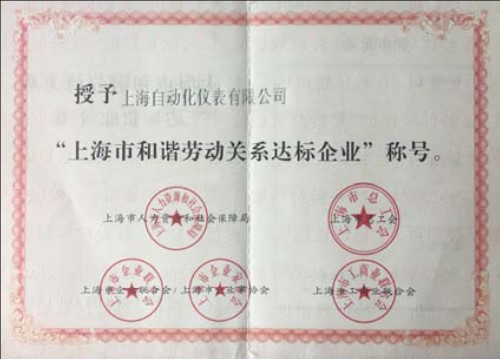 授予上海自动化仪表有限公司
“上海市和谐劳动关系达标企业”称号。
上海市人力资源和社会保障局 上海市总工会
上海市企业联合会/上海市企业家协会 上海市工商业联合会